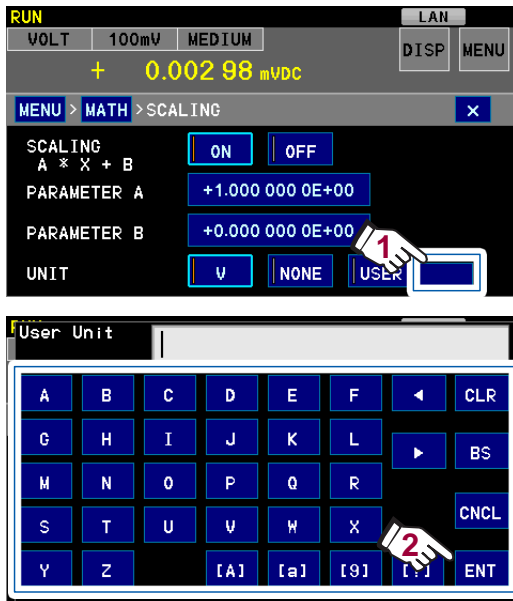 RUN LAN
VOLT 100mV MEDIUM DISP MENU
+ 0.002 98 mVDC
MENU > MATH >SCALING ×
SCALING ON OFF
A * X + B
PARAMETER A +1.000 000 0E+00
PARAMETER B +0.000 000 0E+00
1
UNIT V NONE USER
User Unit
A B C D E F ◄ CLR
G H I J K L ► BS
M N O P Q R
S T U V W X CNCL
2
Y Z [A] [a] [9] [?] ENT